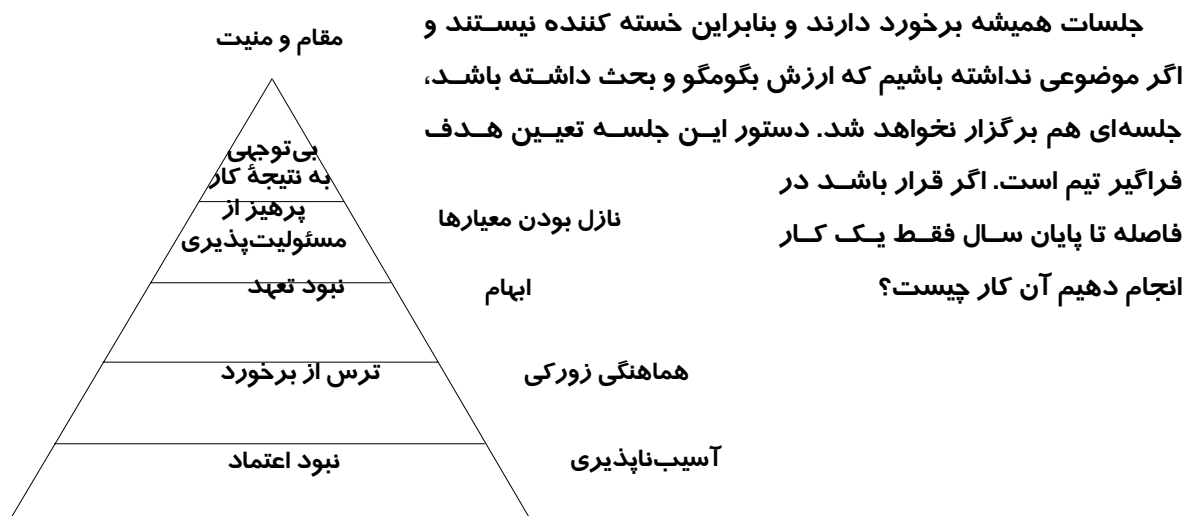 جلسات همیشه برخورد دارند و بنابراین خسته کننده نیستند و
اگر موضوعی نداشته باشیم که ارزش بگومگو و بحث داشته باشد،
جلسه‌ای هم برگزار نخواهد شد. دستور این جلسه تعیین هدف
فراگیر تیم است. اگر قرار باشد در
فاصله تا پایان سال فقط یک کار
انجام دهیم آن کار چیست؟
مقام و منیت
بی‌توجهی
به نتیجهٔ کار
پرهیز از
مسئولیت‌پذیری
نازل بودن معیارها
نبود تعهد
ابهام
ترس از برخورد
هماهنگی زورکی
نبود اعتماد
آسیب‌ناپذیری